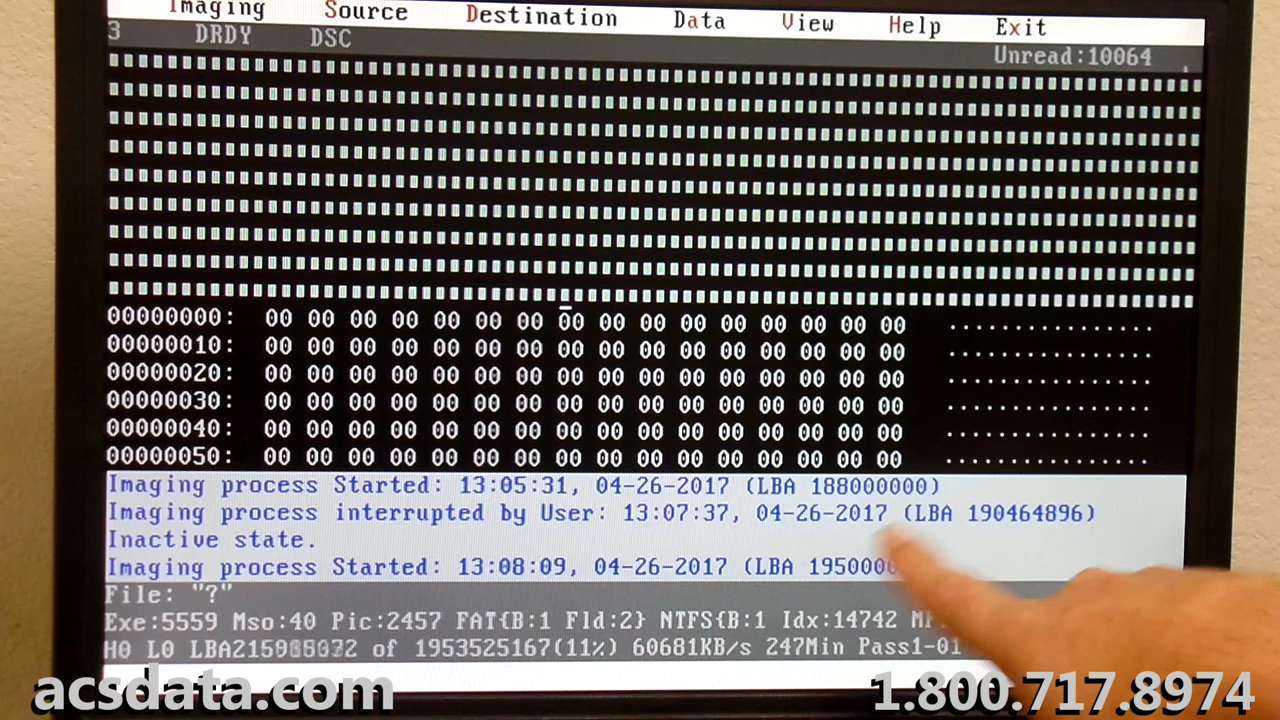 Imaging Source Destination Data View Help Exit
3 DRDY DSC Unread:10064
00000000: 00 00 00 00 00 00 00 00 00 00 00 00 00 00 00 00 ................
00000010: 00 00 00 00 00 00 00 00 00 00 00 00 00 00 00 00 ................
00000020: 00 00 00 00 00 00 00 00 00 00 00 00 00 00 00 00 ................
00000030: 00 00 00 00 00 00 00 00 00 00 00 00 00 00 00 00 ................
00000040: 00 00 00 00 00 00 00 00 00 00 00 00 00 00 00 00 ................
00000050: 00 00 00 00 00 00 00 00 00 00 00 00 00 00 00 00 ................
Imaging process Started: 13:05:31, 04-26-2017 (LBA 188000000)
Imaging process interrupted by User: 13:07:37, 04-26-2017 (LBA 190464896)
Inactive state.
Imaging process Started: 13:08:09, 04-26-2017 (LBA
File: "?"
Exe:5559 Mso:40 Pic:2457 FAT{B:1 Fld:2} NTFS{B:1 Idx:14742
H0 L0 of 1953525167(11%) 60681KB/s 247Min Pass1-01
acsdata.com 1.800.717.8974